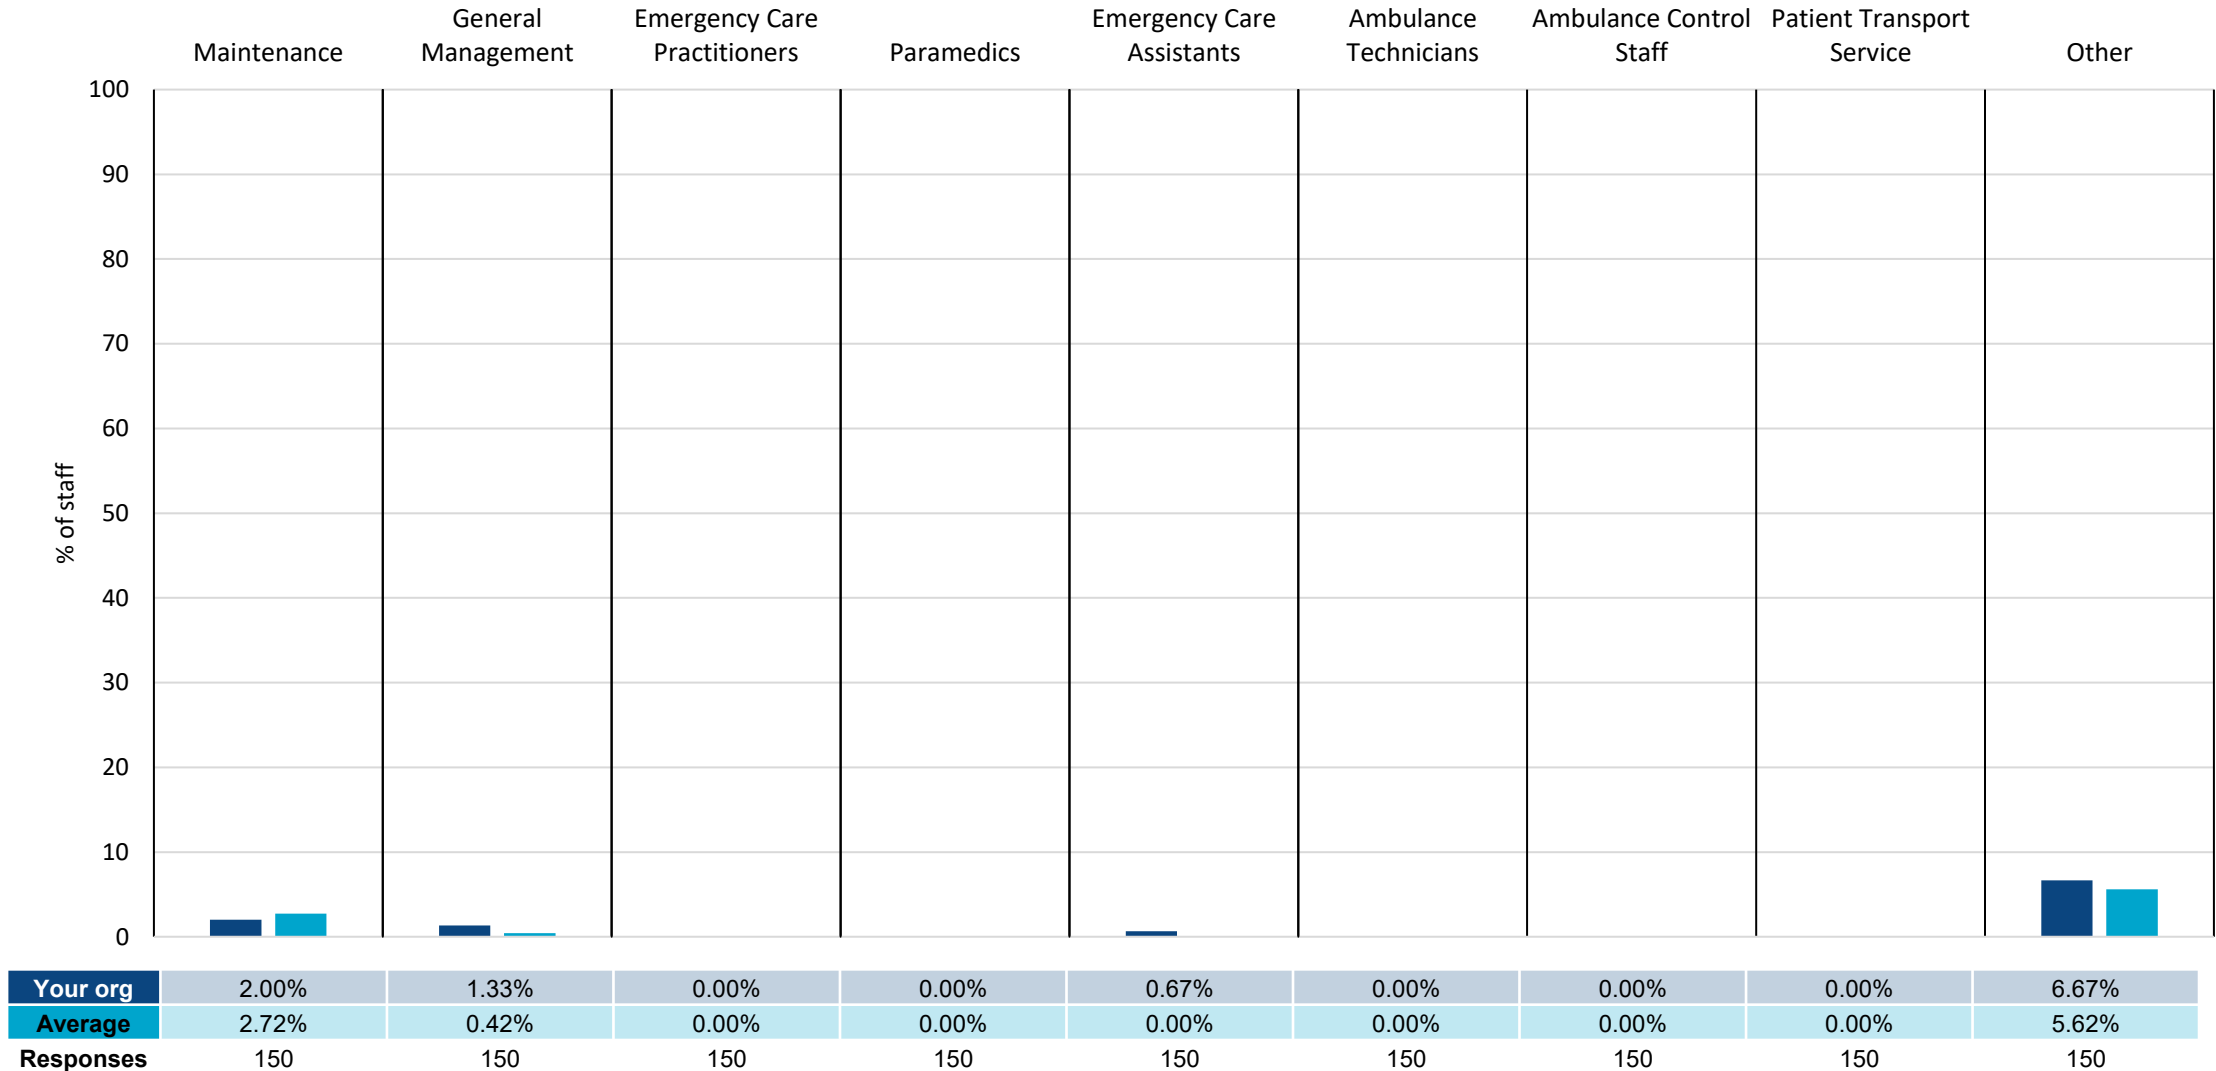 Maintenance
General
Management
Emergency Care
Practitioners
Paramedics
Emergency Care
Assistants
Ambulance
Technicians
Ambulance Control
Staff
Patient Transport
Service
Other
% of staff
100
90
80
70
60
50
40
30
20
10
0
Your org 2.00% 1.33% 0.00% 0.00% 0.67% 0.00% 0.00% 0.00% 6.67%
Average 2.72% 0.42% 0.00% 0.00% 0.00% 0.00% 0.00% 0.00% 5.62%
Responses 150 150 150 150 150 150 150 150 150